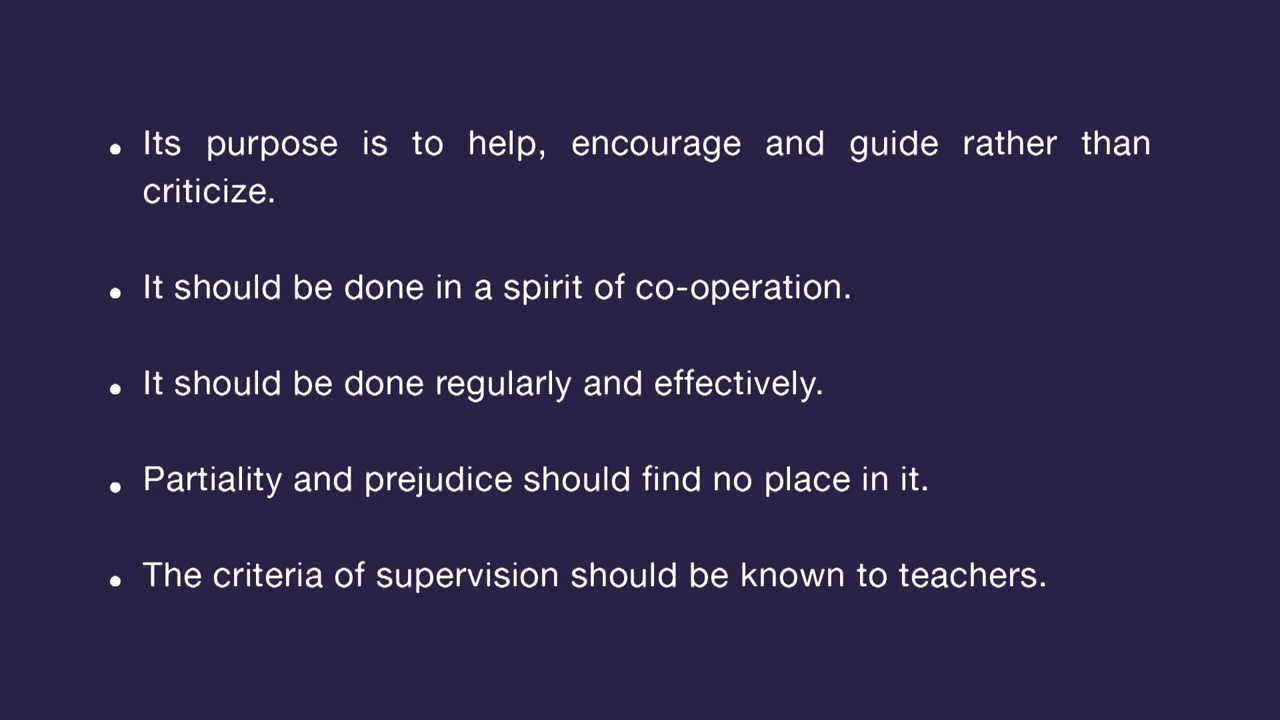 • Its purpose is to help, encourage and guide rather than
criticize.
• It should be done in a spirit of co-operation.
• It should be done regularly and effectively.
• Partiality and prejudice should find no place in it.
• The criteria of supervision should be known to teachers.